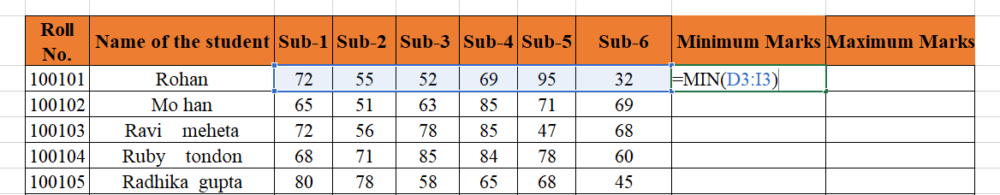 Roll No. Name of the student Sub-1 Sub-2 Sub-3 Sub-4 Sub-5 Sub-6 Minimum Marks Maximum Marks
100101 Rohan 72 55 52 69 95 32 =MIN(D3:I3)
100102 Mo han 65 51 63 85 71 69
100103 Ravi meheta 72 56 78 85 47 68
100104 Ruby tondon 68 71 85 84 78 60
100105 Radhika gupta 80 78 58 65 68 45